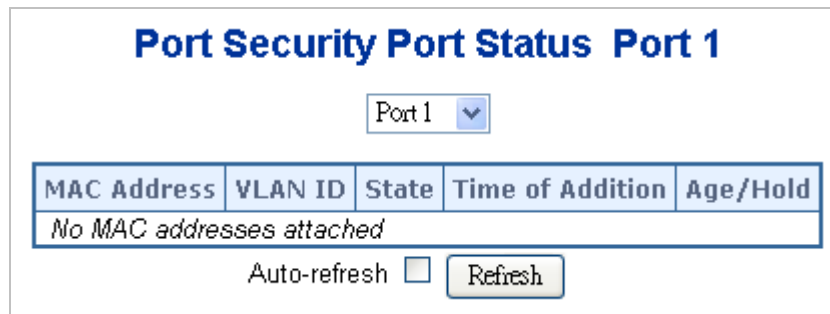 Port Security Port Status Port 1
Port 1
MAC Address VLAN ID State Time of Addition Age/Hold
No MAC addresses attached
Auto-refresh Refresh